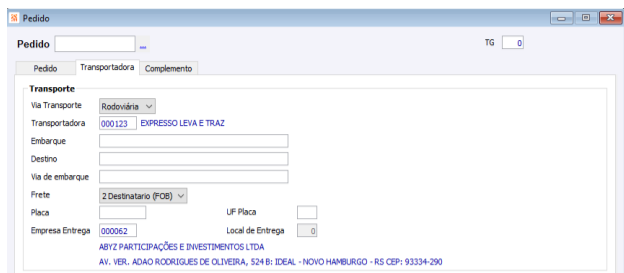 Pedido
Pedido ... TG 0
Pedido Transportadora Complemento
Transporte
Via Transporte Rodoviária
Transportadora 000123 EXPRESSO LEVA E TRAZ
Embarque
Destino
Via de embarque
Frete 2 Destinatario (FOB)
Placa UF Placa
Empresa Entrega 000062 Local de Entrega 0
ABYZ PARTICIPAÇÕES E INVESTIMENTOS LTDA
AV. VER. ADAO RODRIGUES DE OLIVEIRA, 524 B: IDEAL - NOVO HAMBURGO - RS CEP: 93334-290